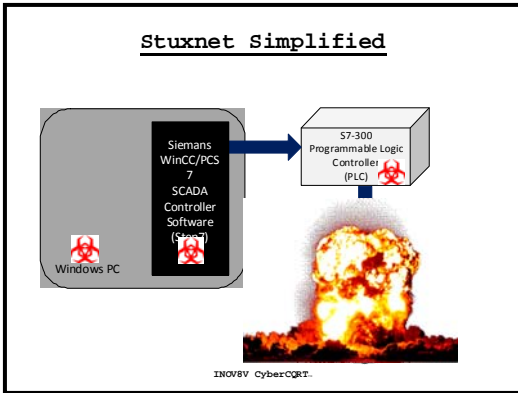 Stuxnet Simplified
Siemans
WinCC/PCS
7
SCADA
Controller
Software
(Step7)
Windows PC
S7-300
Programmable Logic
Controller
(PLC)
INOV8V CyberCQRT